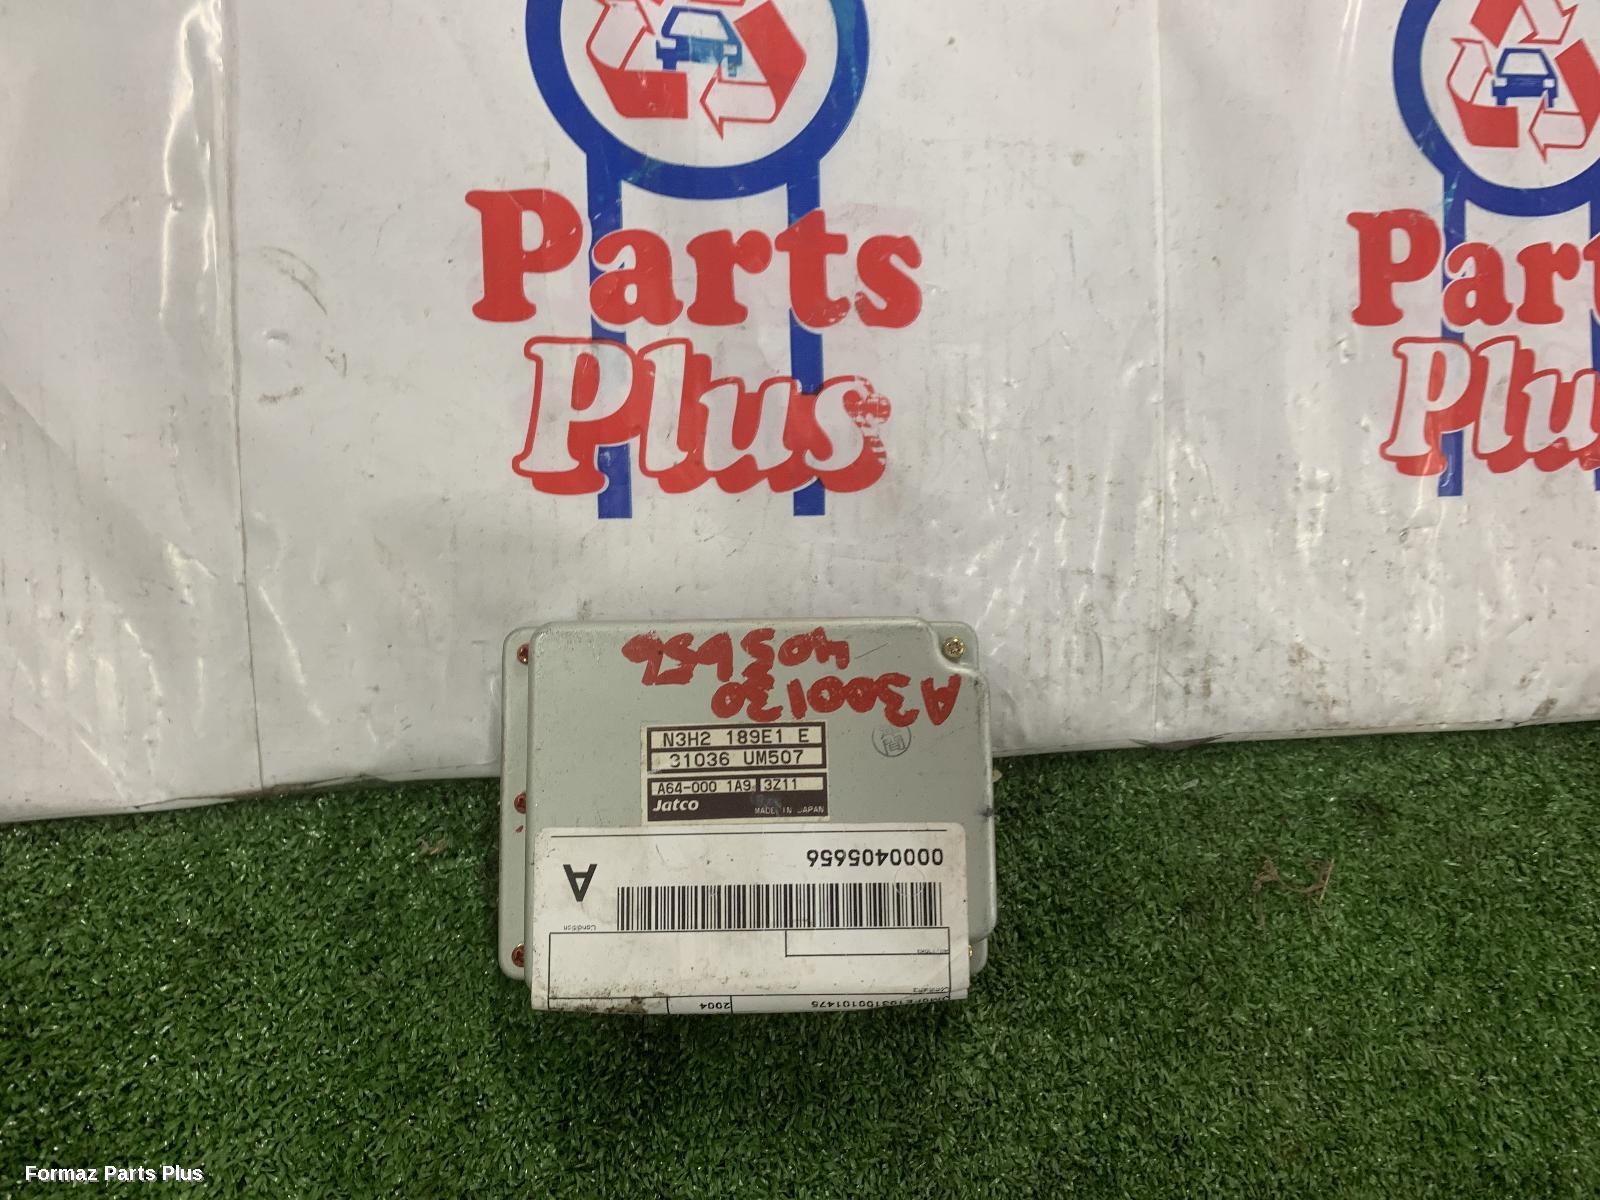 Parts
Plus
Parts
Plus
A300130
405656
N3H2 189E1 E
31036 UM507
A64-000 1A9 3Z11
Jatco
MADE IN JAPAN
0000405656
A
Condition
2004
Formaz Parts Plus